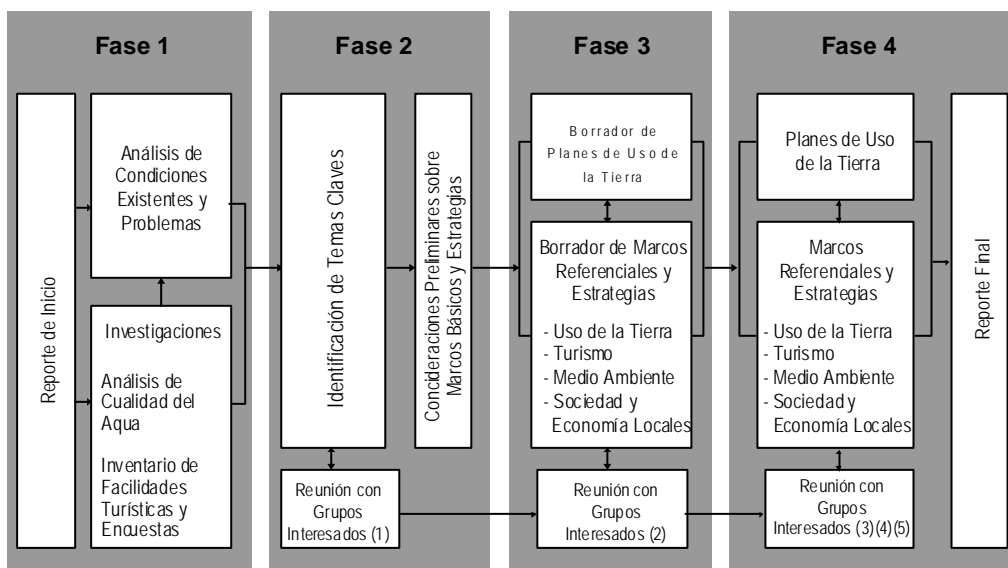 Fase 1
Reporte de Inicio
Análisis de
Condiciones
Existentes y
Problemas
Investigaciones
Análisis de
Cualidad del
Aqua
Inventario de
Facilidades
Turísticas y
Encuestas
Fase 2
Identificación de Temas Claves
Concideraciones Preliminares sobre
Marcos Básicos y Estrategias
Reunión con
Grupos
Interesados (1)
Fase 3
Borrador de
Planes de Uso de
la Tierra
Borrador de Marcos
Referenciales y
Estrategias
- Uso de la Tierra
- Turismo
- Medio Ambiente
- Sociedad y
Economía Locales
Reunión con
Grupos
Interesados (2)
Fase 4
Planes de Uso
de la Tierra
Marcos
Referenciales y
Estrategias
- Uso de la Tierra
- Turismo
- Medio Ambiente
- Sociedad y
Economía Locales
Reunión con
Grupos
Interesados (3)(4)(5)
Reporte Final